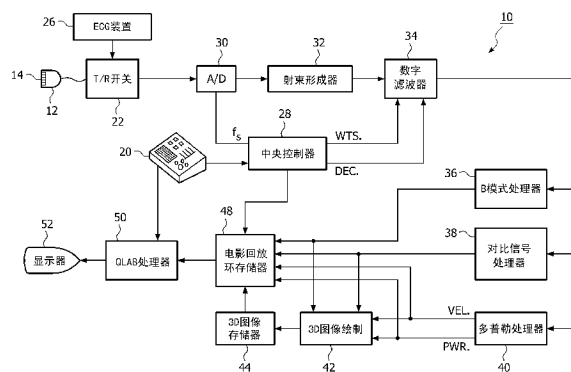 26
ECG装置
10
14
12
T/R开关
22
30
A/D
32
射束形成器
34
数字
滤波器
20
fs
28
中央控制器
WTS.
DEC.
36
B模式处理器
38
对比信号
处理器
52
显示器
50
QLAB处理器
48
电影回放
环存储器
3D图像
存储器
44
3D图像绘制
42
VEL.
PWR.
多普勒处理器
40